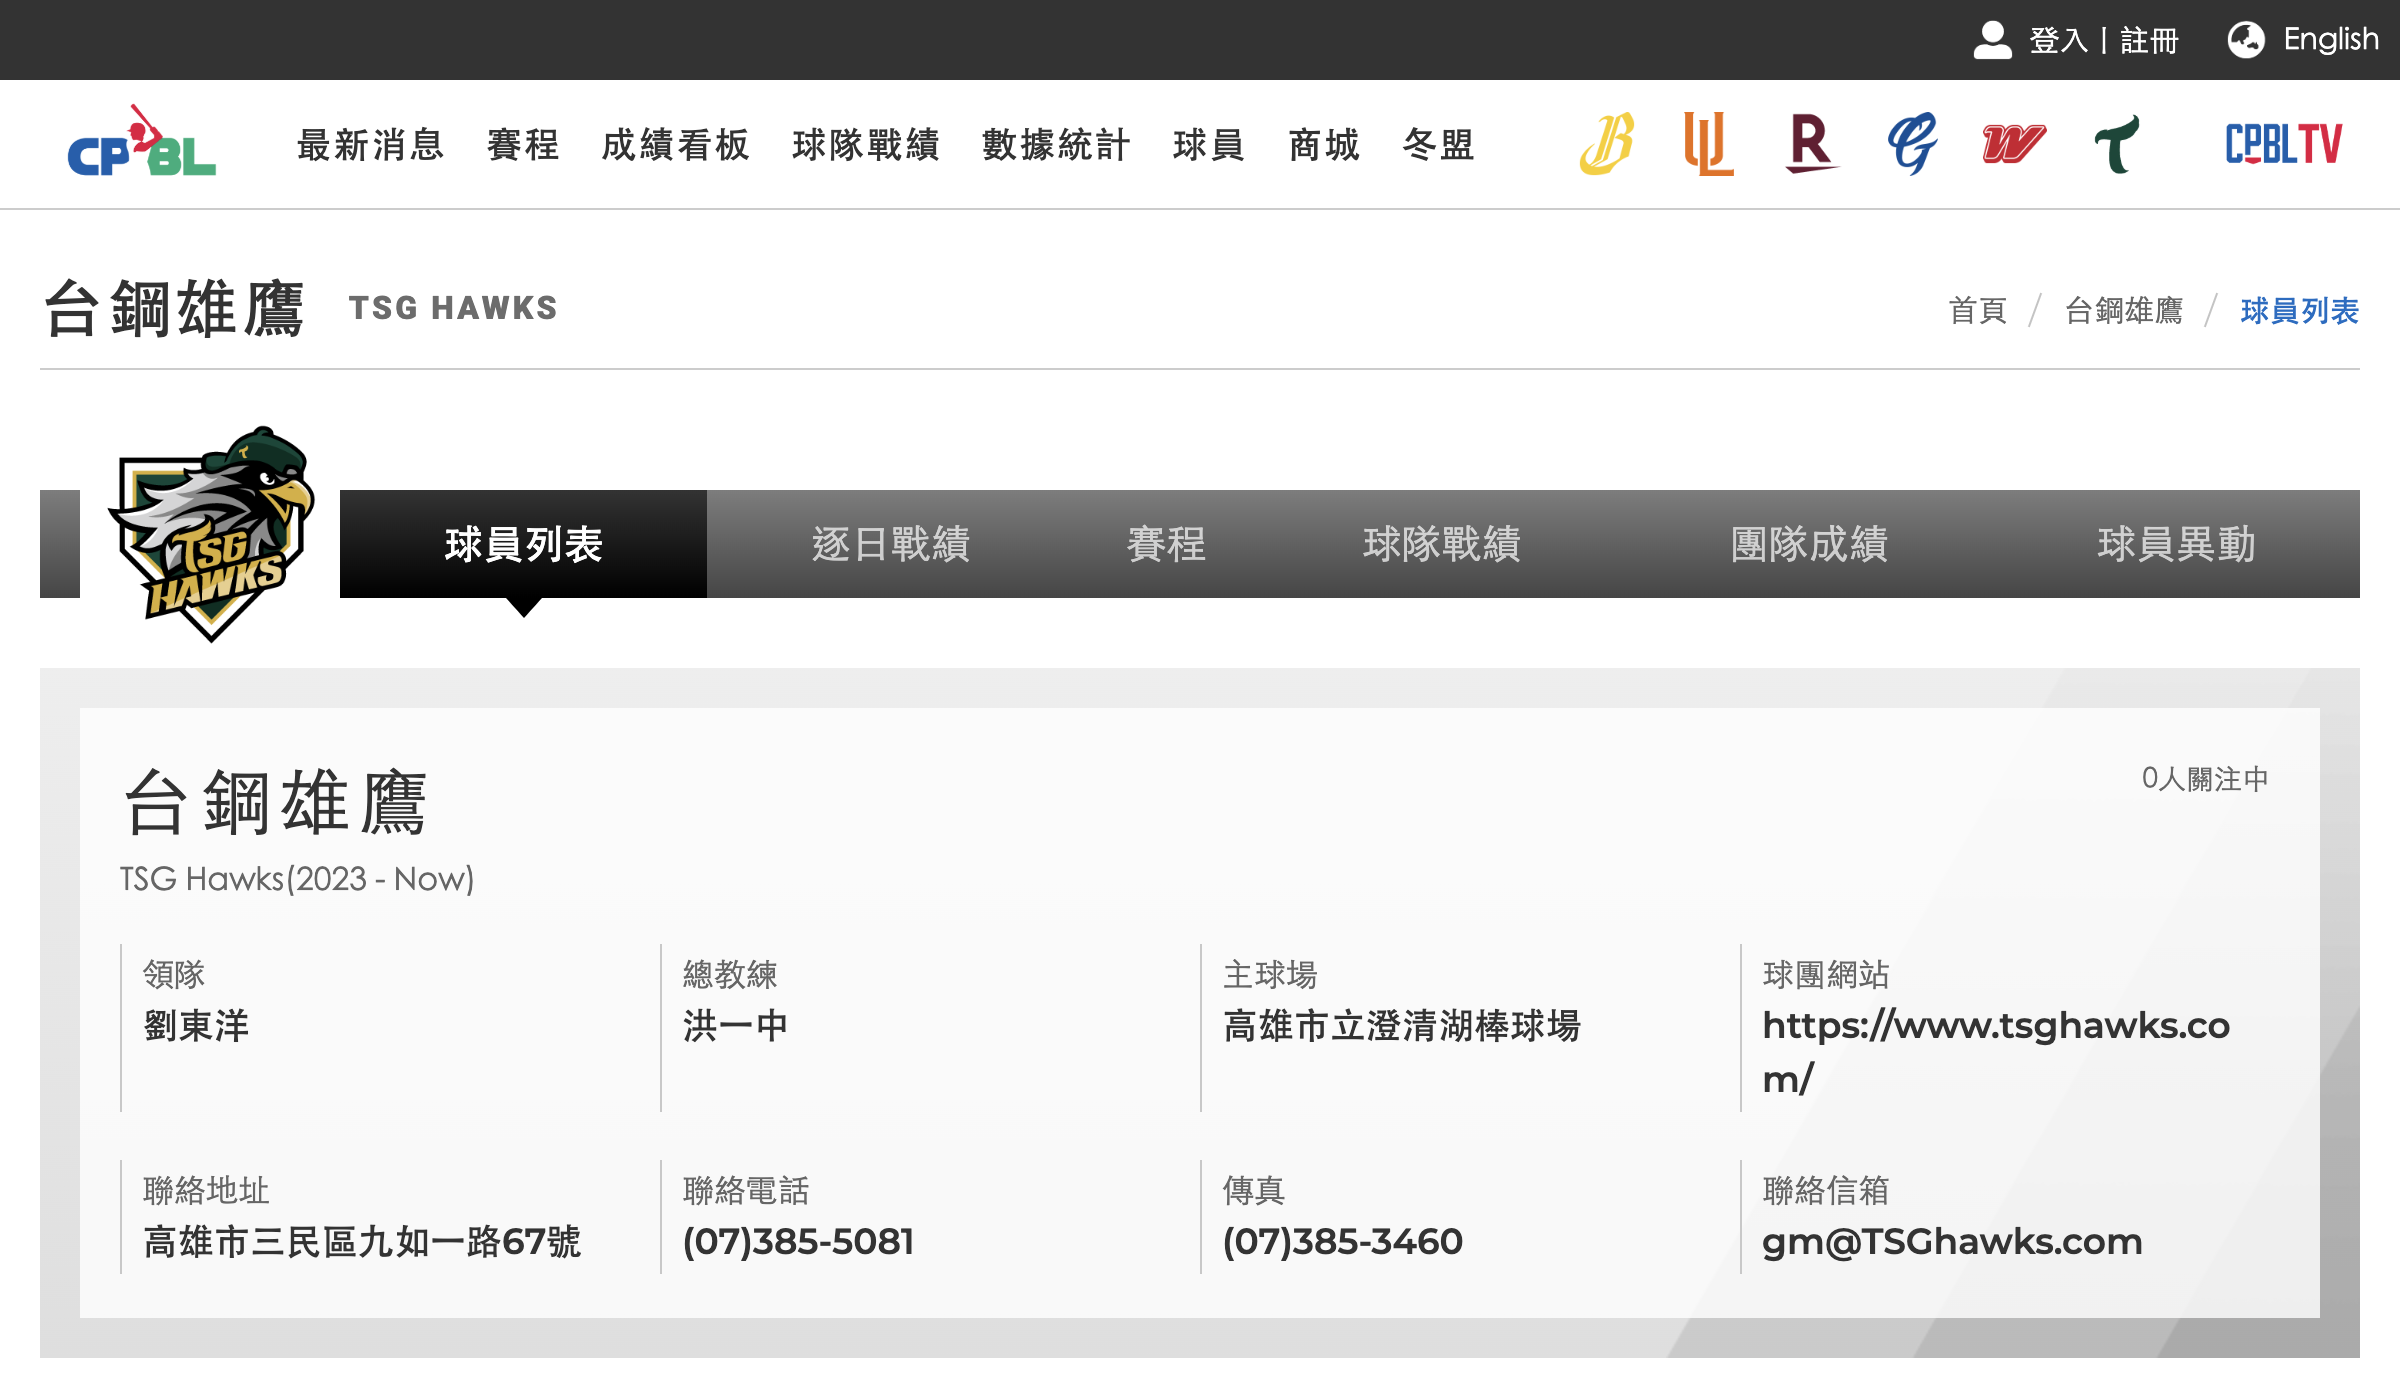 登入 | 註冊 English
CPBL 最新消息 賽程 成績看板 球隊戰績 數據統計 球員 商城 冬盟 B UL R G W T CPBLTV
台鋼雄鷹 TSG HAWKS 首頁 / 台鋼雄鷹 / 球員列表
TSG
HAWKS
球員列表 逐日戰績 賽程 球隊戰績 團隊成績 球員異動
台鋼雄鷹
0人關注中
TSG Hawks(2023 - Now)
領隊
劉東洋
總教練
洪一中
主球場
高雄市立澄清湖棒球場
球團網站
https://www.tsghawks.co
m/
聯絡地址
高雄市三民區九如一路67號
聯絡電話
(07)385-5081
傳真
(07)385-3460
聯絡信箱
gm@TSGhawks.com